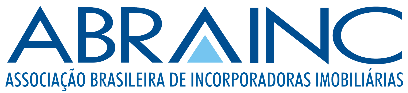 ABRAINC
ASSOCIAÇÃO BRASILEIRA DE INCORPORADORAS IMOBILIÁRIAS